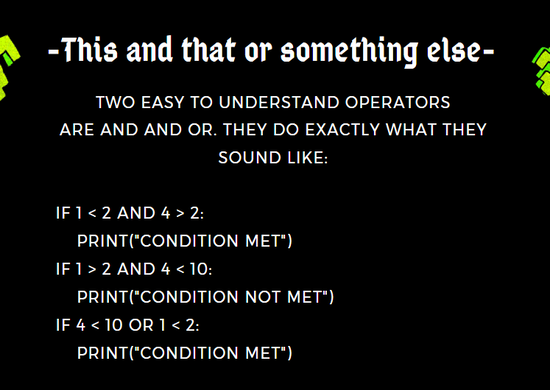 -This and that or something else-
TWO EASY TO UNDERSTAND OPERATORS
ARE AND AND OR. THEY DO EXACTLY WHAT THEY
SOUND LIKE:
IF 1 < 2 AND 4 > 2:
PRINT("CONDITION MET")
IF 1 > 2 AND 4 < 10:
PRINT("CONDITION NOT MET")
IF 4 < 10 OR 1 < 2:
PRINT("CONDITION MET")